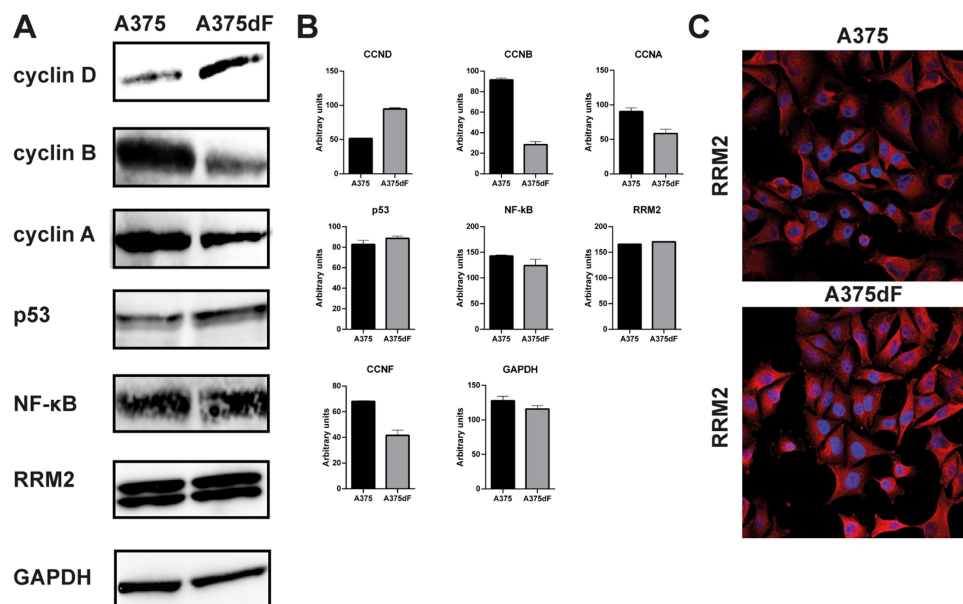 A
A375 A375dF
cyclin D
cyclin B
cyclin A
p53
NF-κB
RRM2
GAPDH
B
CCND
Arbitrary units
150
100
50
0
A375
A375dF
CCNB
Arbitrary units
100
80
60
40
20
0
A375
A375dF
CCNA
Arbitrary units
150
100
50
0
A375
A375dF
p53
Arbitrary units
100
80
60
40
20
0
A375
A375dF
NF-kB
Arbitrary units
200
150
100
50
0
A375
A375dF
RRM2
Arbitrary units
200
150
100
50
0
A375
A375dF
CCNF
Arbitrary units
80
60
40
20
0
A375
A375dF
GAPDH
Arbitrary units
150
100
50
0
A375
A375dF
C
A375
RRM2
A375dF
RRM2